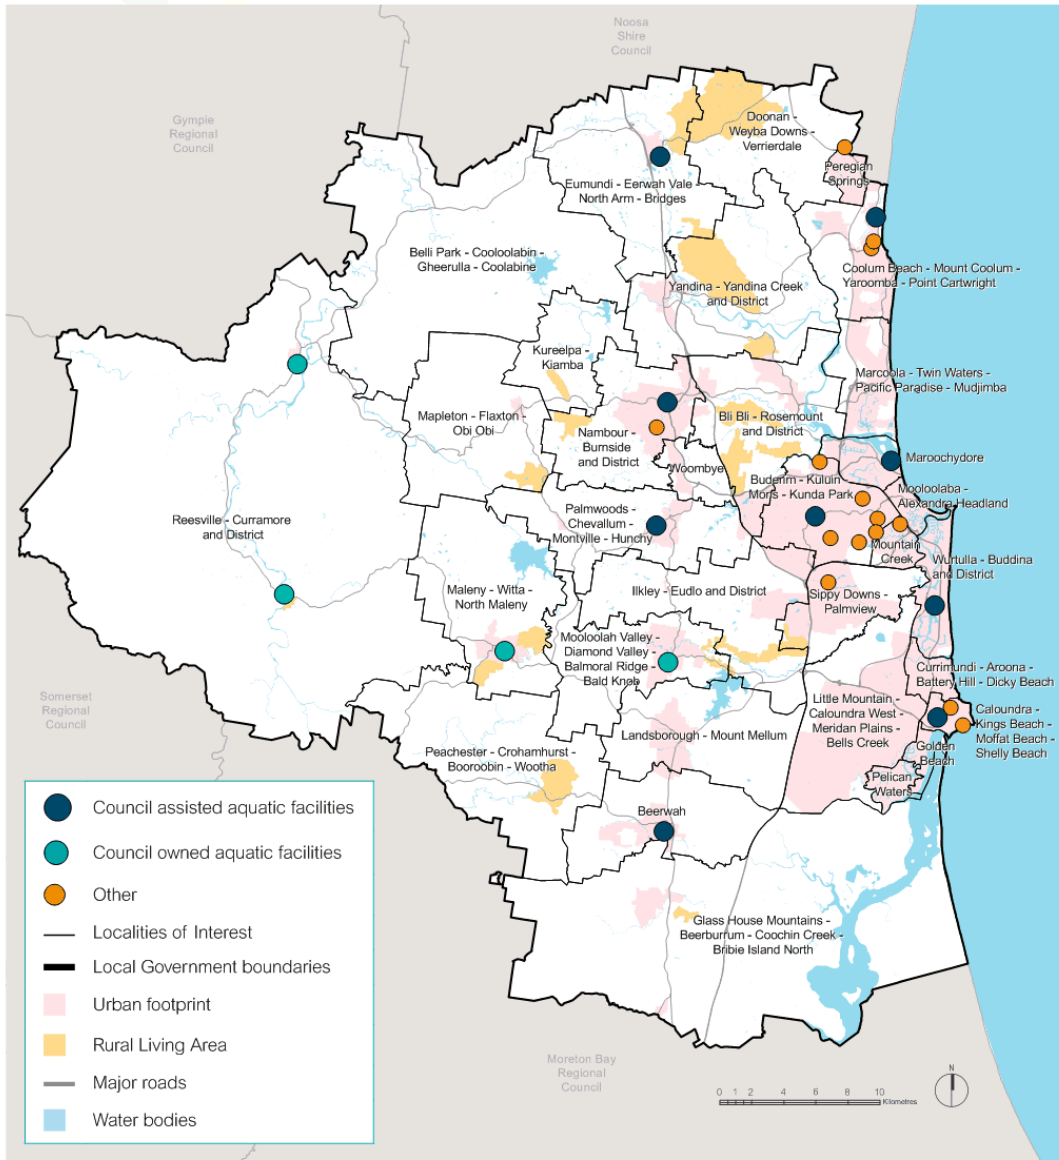 Noosa
Shire
Council
Gympie
Regional
Council
Doonan -
Weyba Downs -
Verrierdale
Peregian
Springs
Eumundi - Eerwah Vale -
North Arm - Bridges
Belli Park - Cooloolabin -
Gheerulla - Coolabine
Coolum Beach - Mount Coolum -
Yaroomba - Point Cartwright
Yandina - Yandina Creek
and District
Kureelpa -
Kiamba
Marcoola - Twin Waters -
Pacific Paradise - Mudjimba
Mapleton - Flaxton -
Obi Obi
Bli Bli - Rosemount
and District
Nambour -
Burnside
and District
Woombye
Maroochydore
Buderim - Kuluin
Mons - Kunda Park
Mooloolaba -
Alexandra Headland
Reesville - Curramore
and District
Palmwoods -
Chevallum -
Montville - Hunchy
Mountain
Creek
Wurtulla - Buddina
and District
Maleny - Witta -
North Maleny
Ilkley - Eudlo and District
Sippy Downs -
Palmview
Mooloolah Valley -
Diamond Valley -
Balmoral Ridge -
Bald Knob
Currimundi - Aroona -
Battery Hill - Dicky Beach
Somerset
Regional
Council
Little Mountain -
Caloundra West -
Meridan Plains -
Bells Creek
Caloundra -
Kings Beach -
Moffat Beach -
Shelly Beach
Landsborough - Mount Mellum
Golden
Beach
Peachester - Crohamhurst -
Booroobin - Wootha
Pelican
Waters
Beerwah
Glass House Mountains -
Beerburrum - Coochin Creek -
Bribie Island North
Moreton Bay
Regional
Council
Council assisted aquatic facilities
Council owned aquatic facilities
Other
Localities of Interest
Local Government boundaries
Urban footprint
Rural Living Area
Major roads
Water bodies
N
0 1 2 4 6 8 10
Kilometres